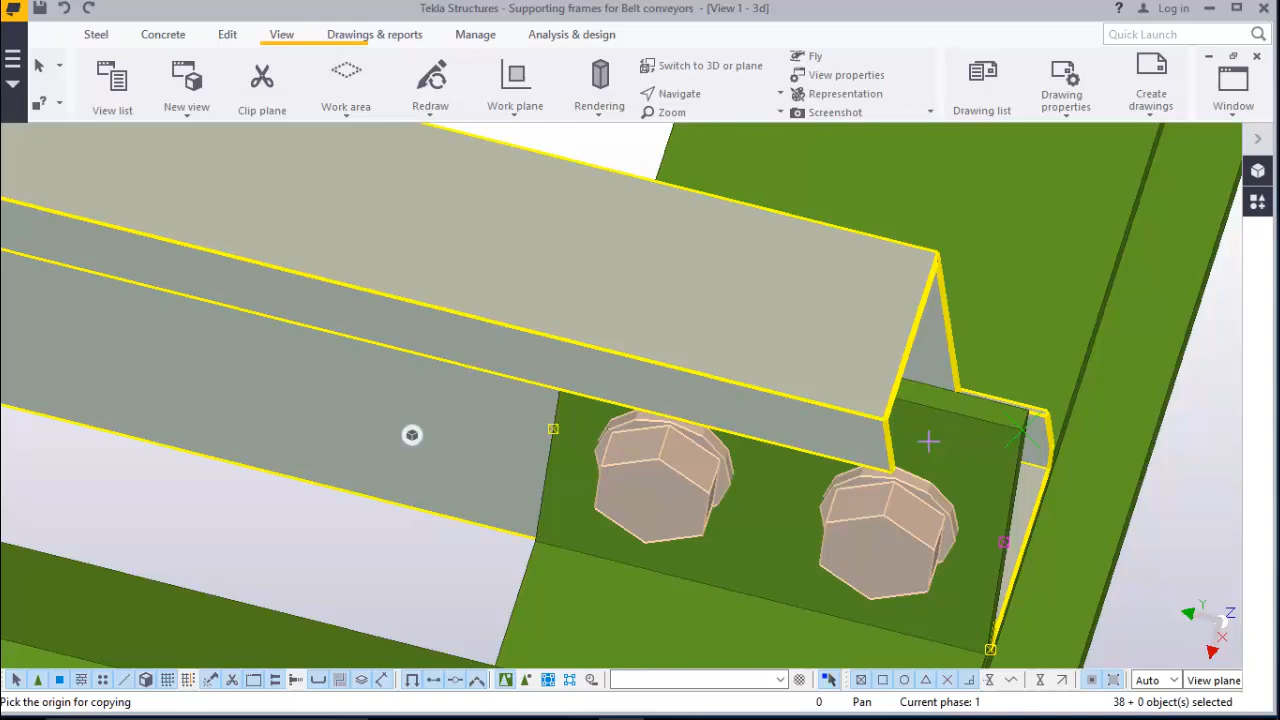 Tekla Structures - Supporting frames for Belt conveyors - [View 1 - 3d]
? Log in
Steel Concrete Edit View Drawings & reports Manage Analysis & design Quick Launch
View list
New view
Clip plane
Work area
Redraw
Work plane
Rendering
Switch to 3D or plane
Navigate
Zoom
Fly
View properties
Representation
Screenshot
Drawing list
Drawing
properties
Create
drawings
Window
Y
Z
X
Auto View plane
Pick the origin for copying 0 Pan Current phase: 1 38 + 0 object(s) selected